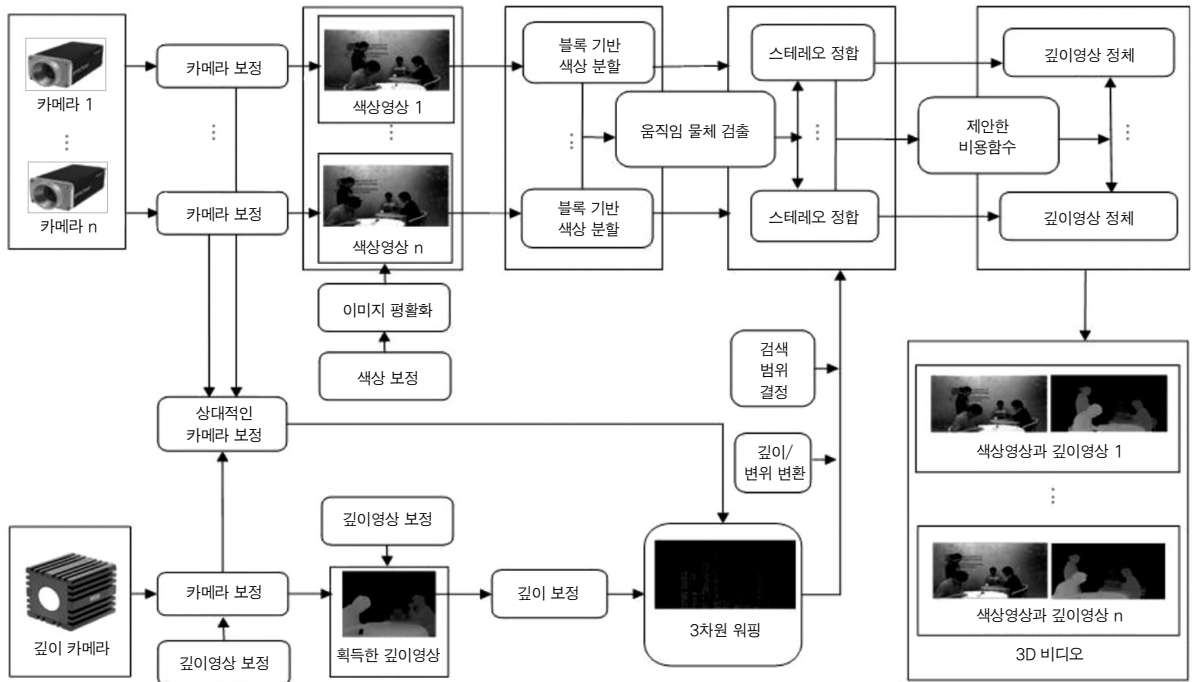 카메라 1
⋮
카메라 n
카메라 보정
⋮
카메라 보정
색상영상 1
⋮
색상영상 n
이미지 평활화
색상 보정
블록 기반
색상 분할
⋮
블록 기반
색상 분할
움직임 물체 검출
스테레오 정합
⋮
스테레오 정합
제안한
비용함수
깊이영상 정체
⋮
깊이영상 정체
상대적인
카메라 보정
검색
범위
결정
깊이/
변위 변환
깊이 카메라
카메라 보정
깊이영상 보정
깊이영상 보정
획득한 깊이영상
깊이 보정
3차원 워핑
색상영상과 깊이영상 1
⋮
색상영상과 깊이영상 n
3D 비디오